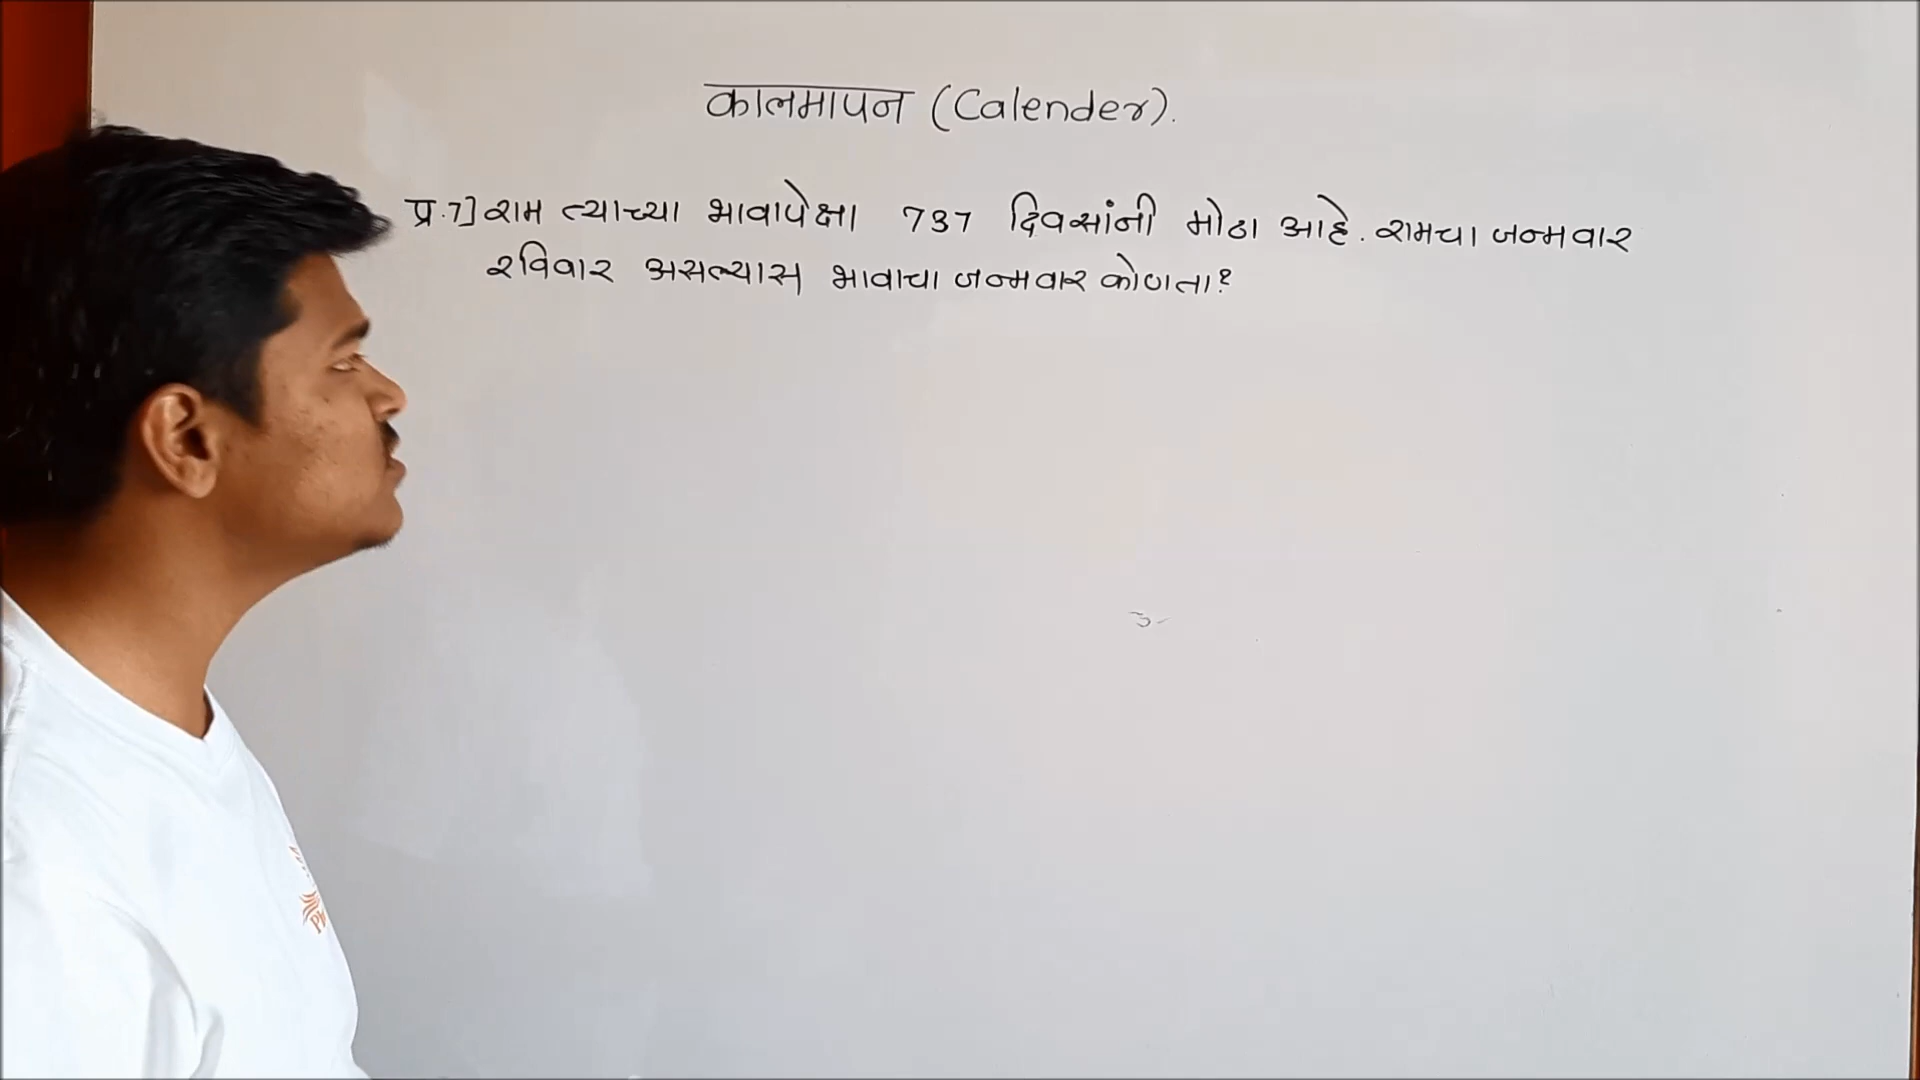 कालमापन (Calender).
प्र.7] राम त्याच्या भावापेक्षा 737 दिवसांनी मोठा आहे. रामचा जन्मवार
रविवार असल्यास भावाचा जन्मवार कोणता?